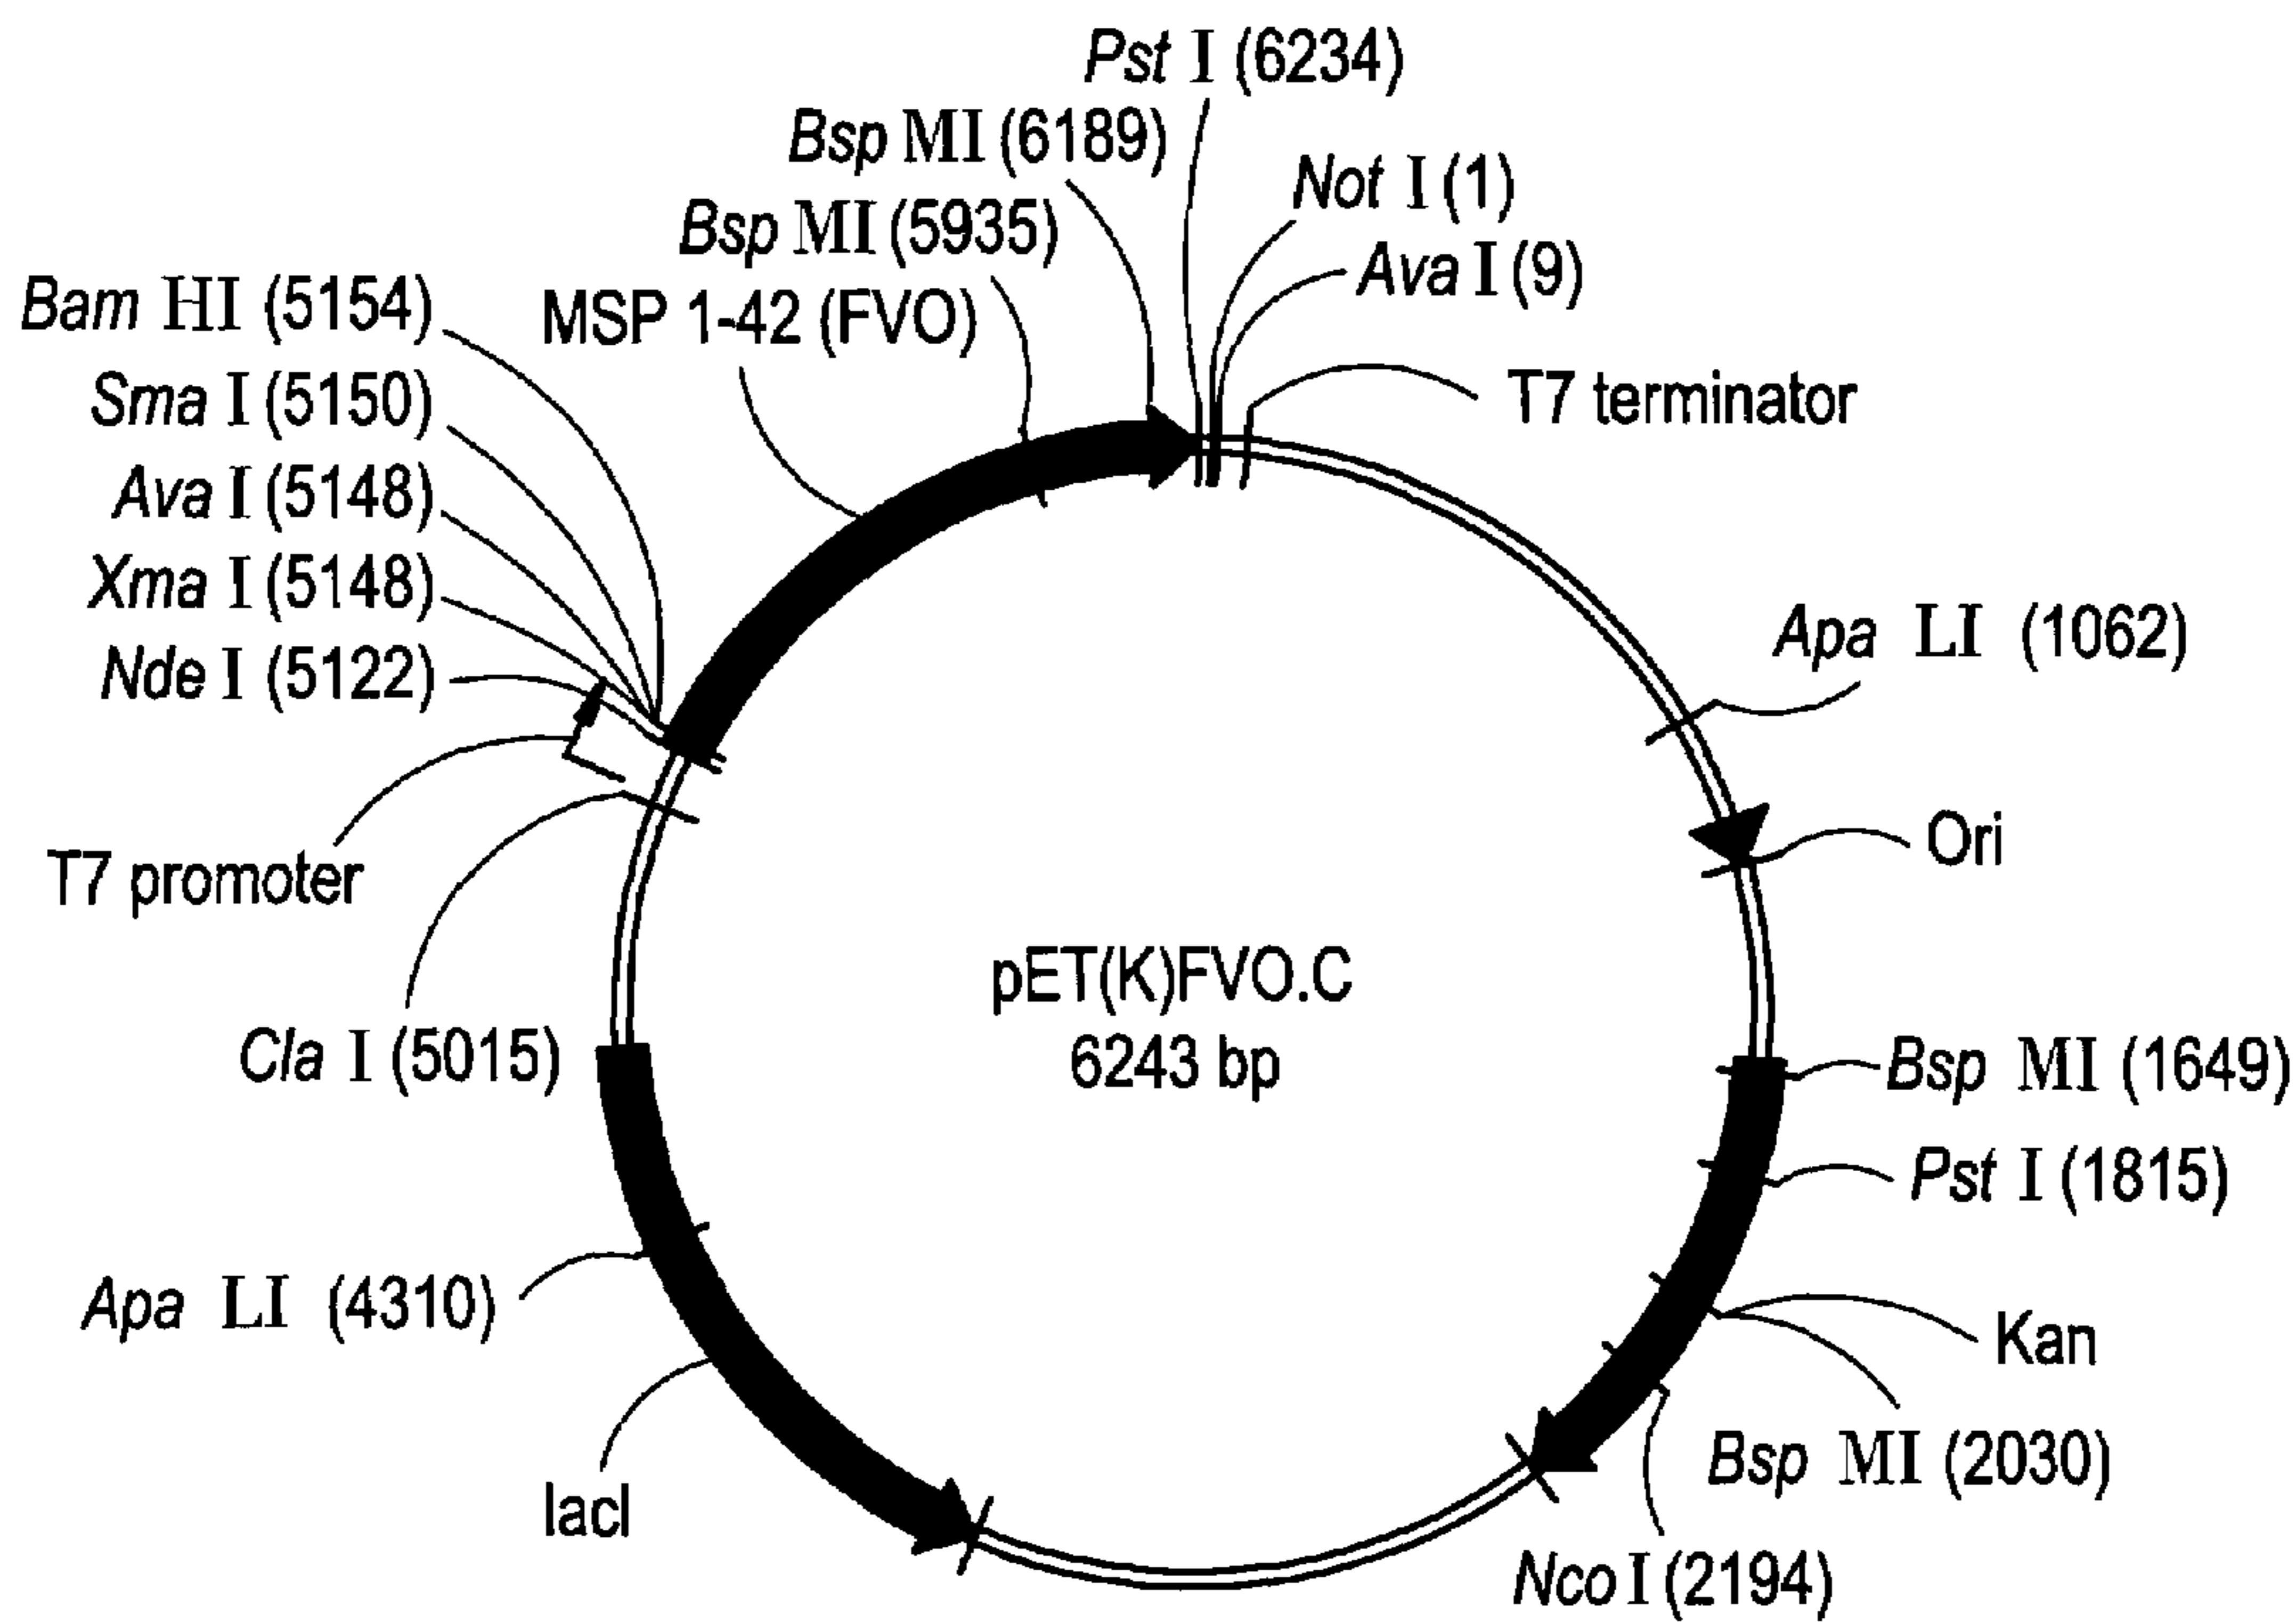 Pst I (6234)
Bsp MI (6189)
Not I (1)
Bsp MI (5935)
Ava I (9)
Bam HI (5154)
MSP 1-42 (FVO)
Sma I (5150)
T7 terminator
Ava I (5148)
Xma I (5148)
Apa LI (1062)
Nde I (5122)
Ori
T7 promoter
pET(K)FVO.C
6243 bp
Cla I (5015)
Bsp MI (1649)
Pst I (1815)
Apa LI (4310)
Kan
Bsp MI (2030)
lacI
Nco I (2194)